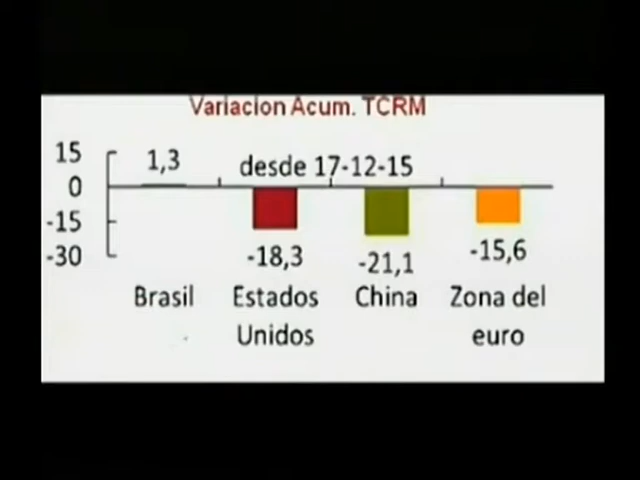 Variacion Acum. TCRM
15
1,3
desde 17-12-15
0
-15
-30
-18,3
-21,1
-15,6
Brasil
Estados
Unidos
China
Zona del
euro